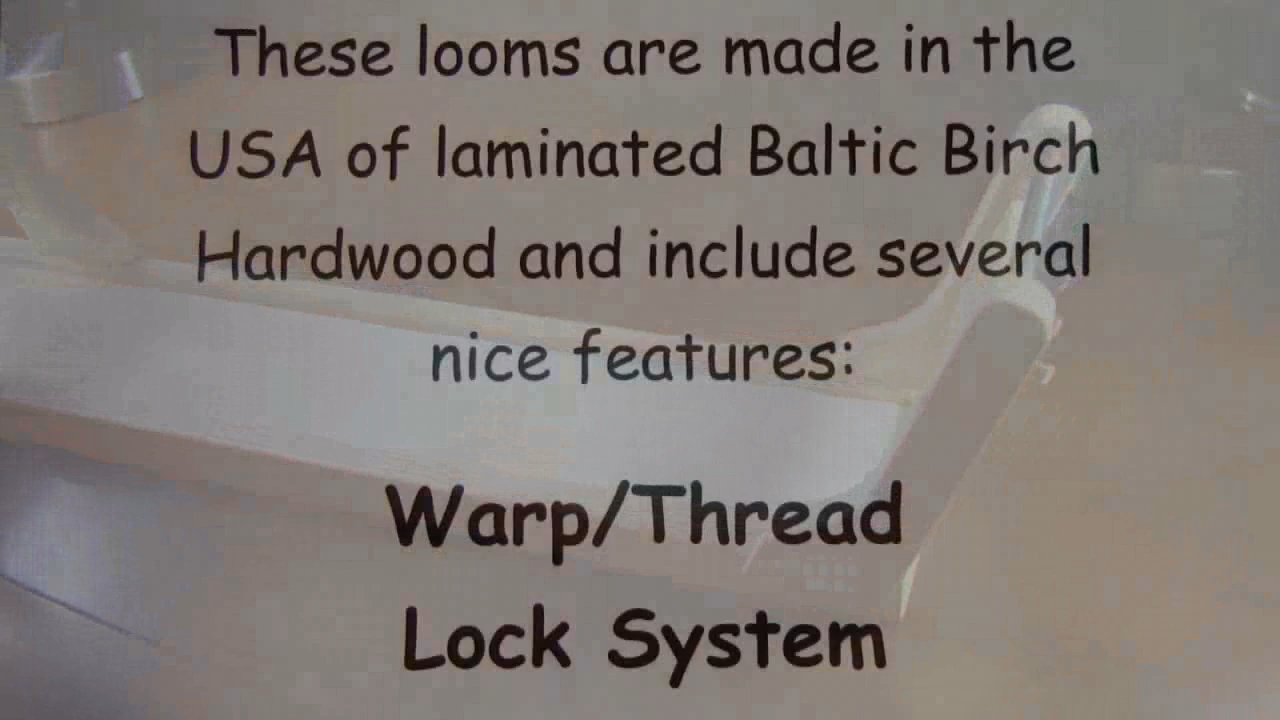 These looms are made in the
USA of laminated Baltic Birch
Hardwood and include several
nice features:
Warp/Thread
Lock System